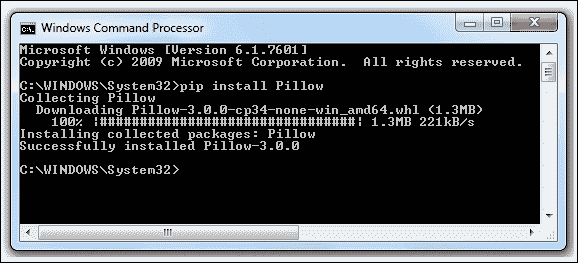 Windows Command Processor
Microsoft Windows [Version 6.1.7601]
Copyright (c) 2009 Microsoft Corporation.  All rights reserved.
C:\WINDOWS\System32>pip install Pillow
Collecting Pillow
  Downloading Pillow-3.0.0-cp34-none-win_amd64.whl (1.3MB)
    100% |################################| 1.3MB 221kB/s
Installing collected packages: Pillow
Successfully installed Pillow-3.0.0
C:\WINDOWS\System32>